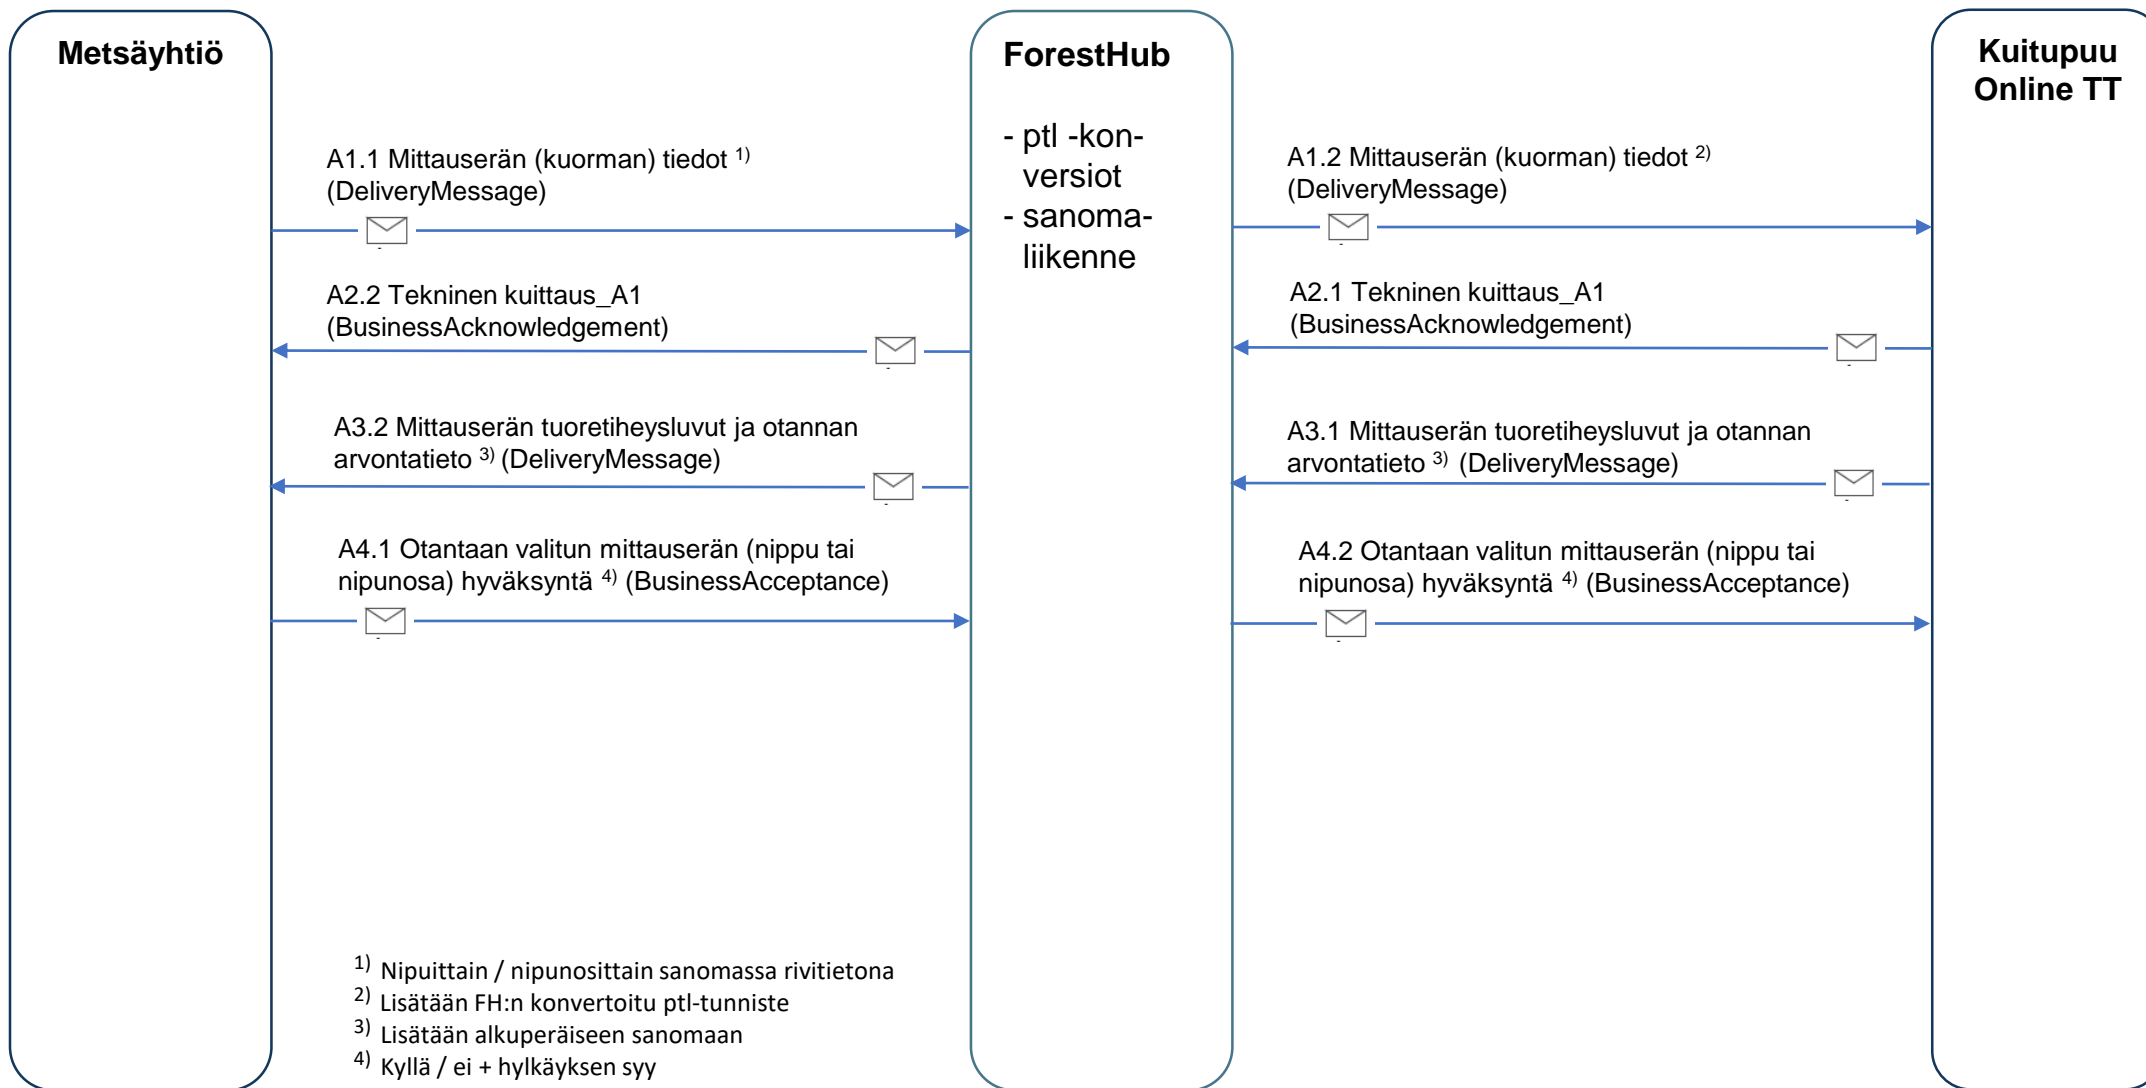 Metsäyhtiö
ForestHub
- ptl -kon-
versiot
- sanoma-
liikenne
Kuitupuu
Online TT
A1.1 Mittauserän (kuorman) tiedot 1)
(DeliveryMessage)
A1.2 Mittauserän (kuorman) tiedot 2)
(DeliveryMessage)
A2.2 Tekninen kuittaus_A1
(BusinessAcknowledgement)
A2.1 Tekninen kuittaus_A1
(BusinessAcknowledgement)
A3.2 Mittauserän tuoretiheysluvut ja otannan
arvontatieto 3) (DeliveryMessage)
A3.1 Mittauserän tuoretiheysluvut ja otannan
arvontatieto 3) (DeliveryMessage)
A4.1 Otantaan valitun mittauserän (nippu tai
nipunosa) hyväksyntä 4) (BusinessAcceptance)
A4.2 Otantaan valitun mittauserän (nippu tai
nipunosa) hyväksyntä 4) (BusinessAcceptance)
1) Nipuittain / nipunosittain sanomassa rivitietona
2) Lisätään FH:n konvertoitu ptl-tunniste
3) Lisätään alkuperäiseen sanomaan
4) Kyllä / ei + hylkäyksen syy